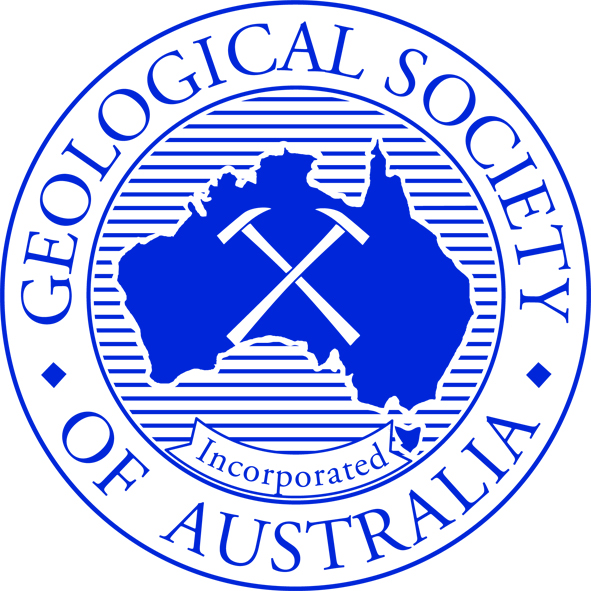 GEOLOGICAL SOCIETY
OF AUSTRALIA
Incorporated